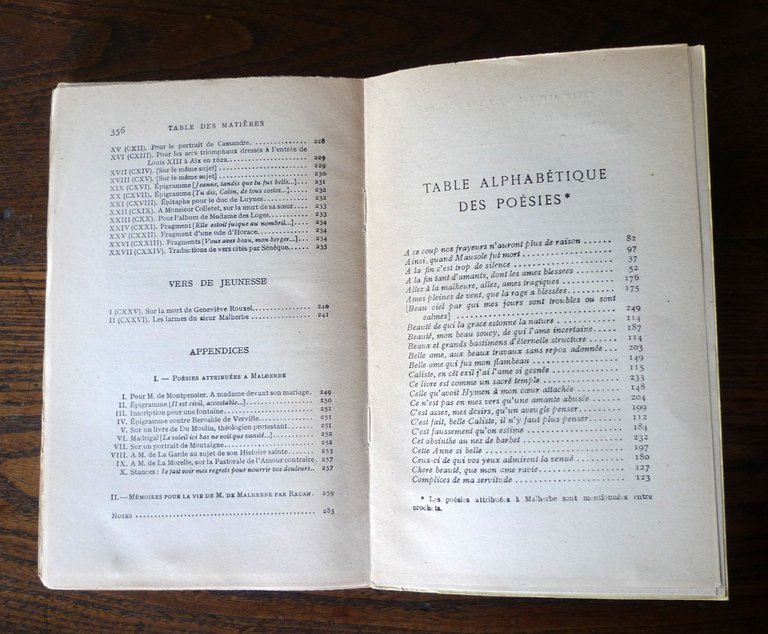 356 TABLE DES MATIÈRES
XV (CXII). Pour le portrait de Cassandre. 228
XVI (CXIII). Pour les arcs triomphaux dressés à l'entrée de
Louis XIII à Aix en 1622. 229
XVII (CXIV). [Sur le même sujet] 229
XVIII (CXV). [Sur le même sujet] 230
XIX (CXVI). Épigramme [Jeanne, tandis que tu fus belle...] 231
XX (CXVII). Épigramme [Tu dis, Colin, de tous costez...] 231
XXI (CXVIII). Épitaphe pour le duc de Luynes 232
XXII (CXIX). A Monsieur Colletet, sur la mort de sa sœur. 233
XXIII (CXX). Pour l'album de Madame des Loges. 233
XXIV (CXXI). Fragment [Elle estoit jusque au nombril...] 234
XXV (CXXII). Fragment d'une ode d'Horace. 234
XXVI (CXXIII). Fragments [Vous aves beau, mon berger...] 234
XXVII (CXXIV). Traductions de vers cités par Sénèque. 235
VERS DE JEUNESSE
I (CXXV). Sur la mort de Geneviève Rouxel. 240
II (CXXVI). Les larmes du sieur Malherbe 241
APPENDICES
I. — POÉSIES ATTRIBUÉES A MALHERBE
I. Pour M. de Montpensier, A madame devant son mariage. 249
II. Épigramme [Il est civil, accostable...] 250
III. Inscription pour une fontaine 251
IV. Épigramme contre Beroalde de Verville. 251
V. Sur un livre de Du Moulin, théologien protestant 251
VI. Madrigal [Le soleil ici bas ne voit que vanité...] 251
VII. Sur un portrait de Montaigne. 252
VIII. A M. de La Garde au sujet de son Histoire sainte 252
IX. A M. de La Morelle, sur la Pastorale de l'Amour contraire. 257
X. Stances : Je fai voir mes regrets pour nourrir vos douleurs... 257
II. — MÉMOIRES POUR LA VIE DE M. DE MALHERBE PAR RACAN. 259
NOTES 283
TABLE ALPHABÉTIQUE
DES POÉSIES*
A ce coup nos frayeurs n'auront plus de raison 82
Ainsi, quand Mausole fut mort 97
A la fin c'est trop de silence 37
A la fin tant d'amants, dont les ames blessees 52
Allez à la malheure, allez, ames tragiques 176
Ames pleines de vent, que la rage a blessées. 175
[Beau ciel par qui mes jours sont troubles ou sont
calmes] 249
Beauté de qui la grace estonne la nature 114
Beauté, mon beau soucy, de qui l'ame incertaine 187
Beaux et grands bastimens d'éternelle structure 114
Belle ame, aux beaux travaux sans repos adonnée 203
Belle ame qui fus mon flambeau 149
Caliste, en cêt exil j'ai l'ame si gesnée 115
Ce livre est comme un sacré temple 233
Celle qu'avoit Hymen à mon cœur attachée 148
Ce n'est pas en mes vers qu'une amante abusée 204
C'est assez, mes desirs, qu'un aveugle penser 199
C'est fait, belle Caliste, il n'y faut plus penser 112
C'est faussement qu'on estime 184
Cet absinthe au nez de barbet 232
Cette Anne si belle 197
Ceux-ci de qui vos yeux admirent la venuë 180
Chere beauté, que mon ame ravie 127
Complices de ma servitude 123
* Les poésies attribuées à Malherbe sont mentionnées entre
crochets.